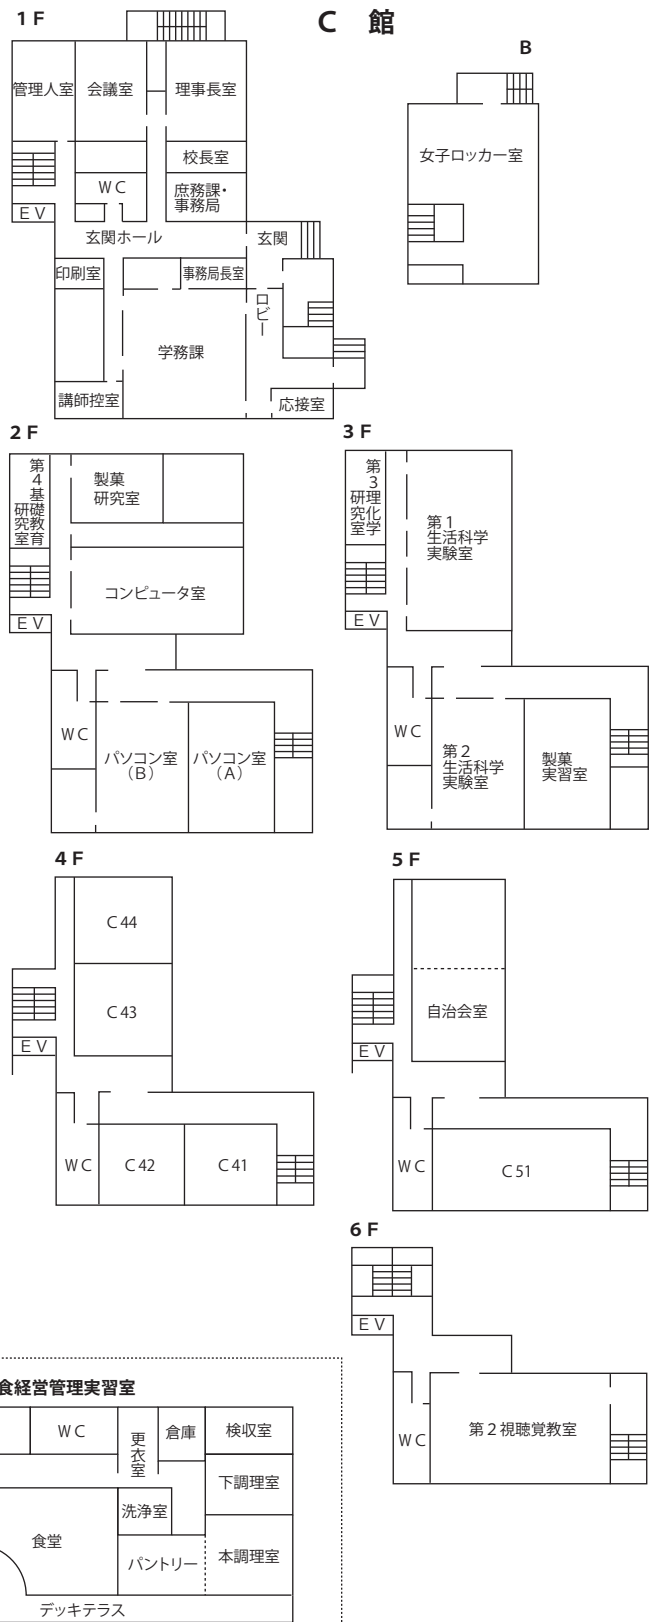 1 F
C 館
B
管理人室
会議室
理事長室
女子ロッカー室
校長室
WC
庶務課・
事務局
EV
玄関ホール
玄関
印刷室
事務局長室
ロビー
学務課
講師控室
応接室
2 F
3 F
第4基礎教育
研究室
製菓
研究室
第3理化学
研究室
第1
生活科学
実験室
コンピュータ室
EV
EV
WC
パソコン室
(B)
パソコン室
(A)
WC
第2
生活科学
実験室
製菓
実習室
4 F
5 F
C44
C43
自治会室
EV
EV
WC
C42
C41
WC
C51
6 F
EV
WC
第2視聴覚教室
食経営管理実習室
WC
更衣室
倉庫
検収室
下調理室
洗浄室
食堂
パントリー
本調理室
デッキテラス